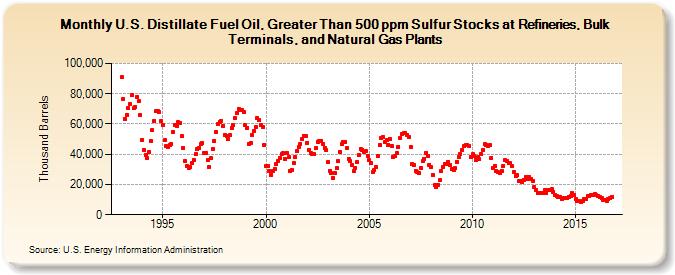 Monthly U.S. Distillate Fuel Oil, Greater Than 500 ppm Sulfur Stocks at Refineries, Bulk
Terminals, and Natural Gas Plants
Thousand Barrels
100,000
80,000
60,000
40,000
20,000
0
1995
2000
2005
2010
2015
Source: U.S. Energy Information Administration